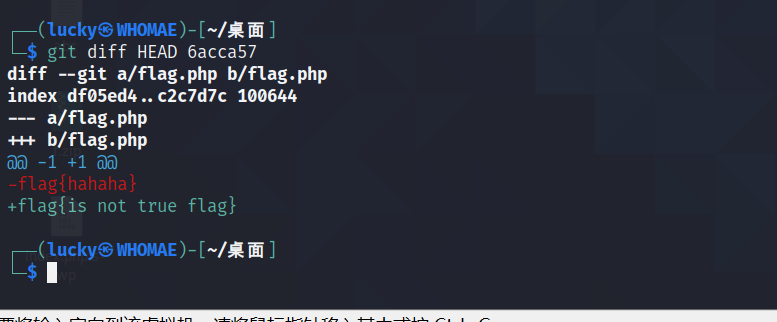 (lucky㉿WHOMAE)-[~/桌面]
$ git diff HEAD 6acca57
diff --git a/flag.php b/flag.php
index df05ed4..c2c7d7c 100644
--- a/flag.php
+++ b/flag.php
@@ -1 +1 @@
-flag{hahaha}
+flag{is not true flag}
(lucky㉿WHOMAE)-[~/桌面]
$